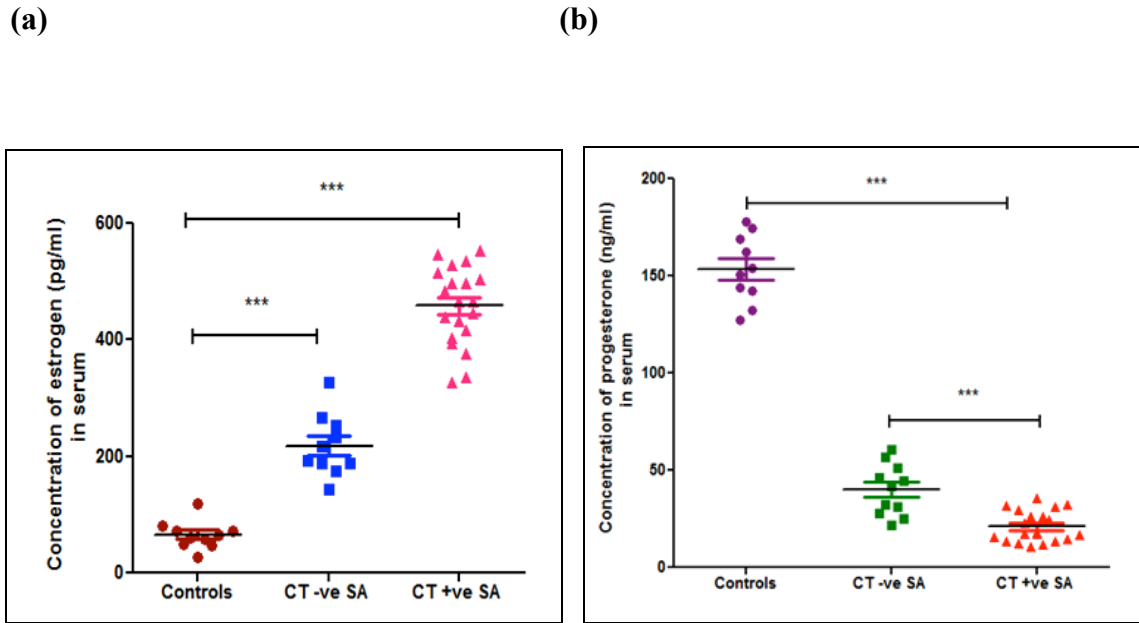 (a)
(b)
Concentration of estrogen (pg/ml)
in serum
600
400
200
0
***
***
Controls
CT -ve SA
CT +ve SA
Concentration of progesterone (ng/ml)
in serum
200
150
100
50
0
***
***
Controls
CT -ve SA
CT +ve SA